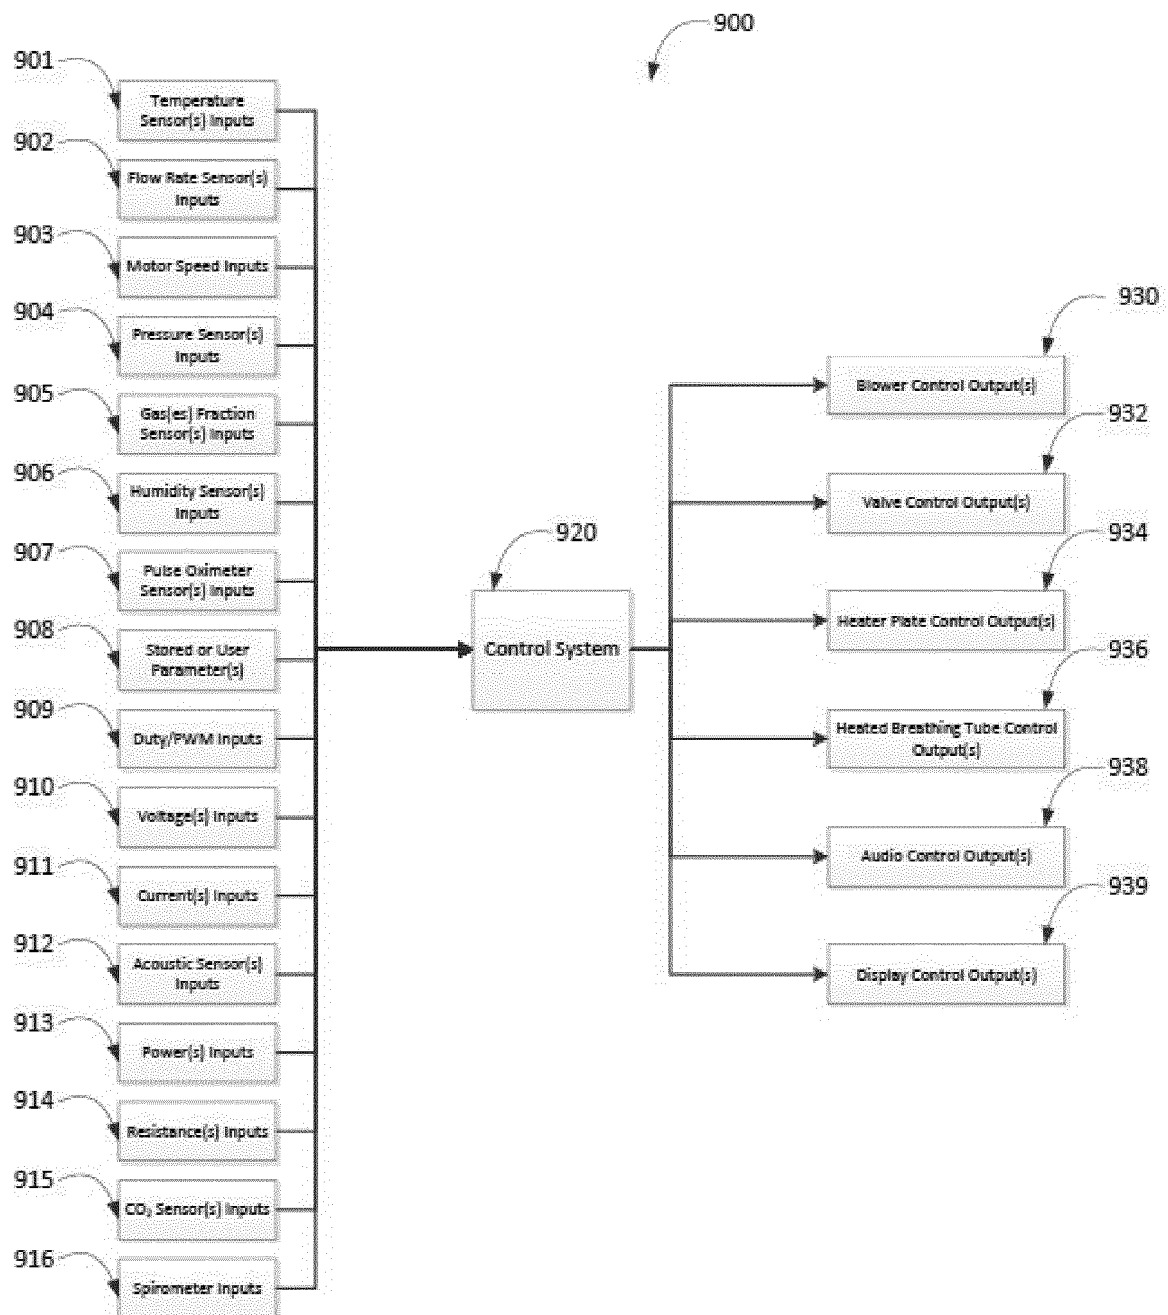 900
901
Temperature
Sensor(s) Inputs
902
Flow Rate Sensor(s)
Inputs
903
Motor Speed Inputs
904
Pressure Sensor(s)
Inputs
905
Gas(es) Fraction
Sensor(s) Inputs
906
Humidity Sensor(s)
Inputs
907
Pulse Oximeter
Sensor(s) Inputs
908
Stored or User
Parameter(s)
909
Duty/PWM Inputs
910
Voltage(s) Inputs
911
Current(s) Inputs
912
Acoustic Sensor(s)
Inputs
913
Power(s) Inputs
914
Resistance(s) Inputs
915
CO₂ Sensor(s) Inputs
916
Spirometer Inputs
920
Control System
930
Blower Control Output(s)
932
Valve Control Output(s)
934
Heater Plate Control Output(s)
936
Heated Breathing Tube Control
Output(s)
938
Audio Control Output(s)
939
Display Control Output(s)